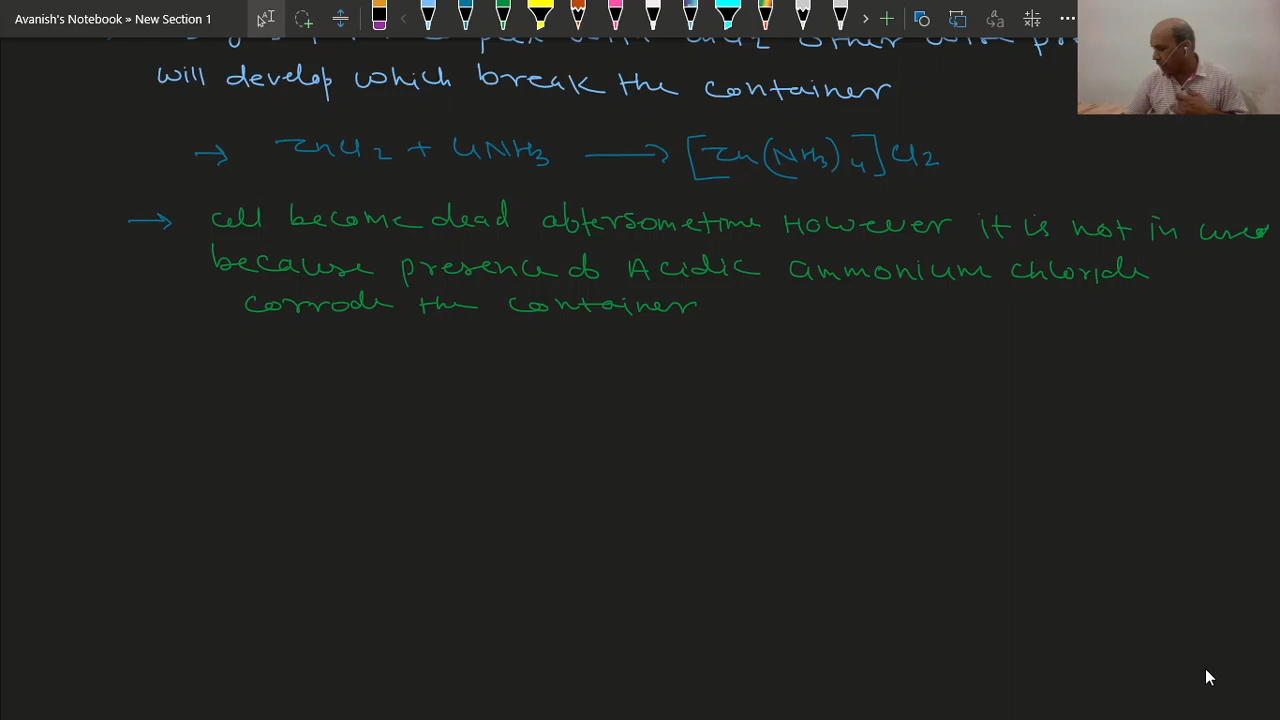 Avanish's Notebook » New Section 1
will develop which break the container
→ ZnCl2 + 4NH3 ⟶ [Zn(NH3)4]Cl2
→ cell become dead aftersometime However it is not in use
because presence of Acidic ammonium chloride
corrode the container